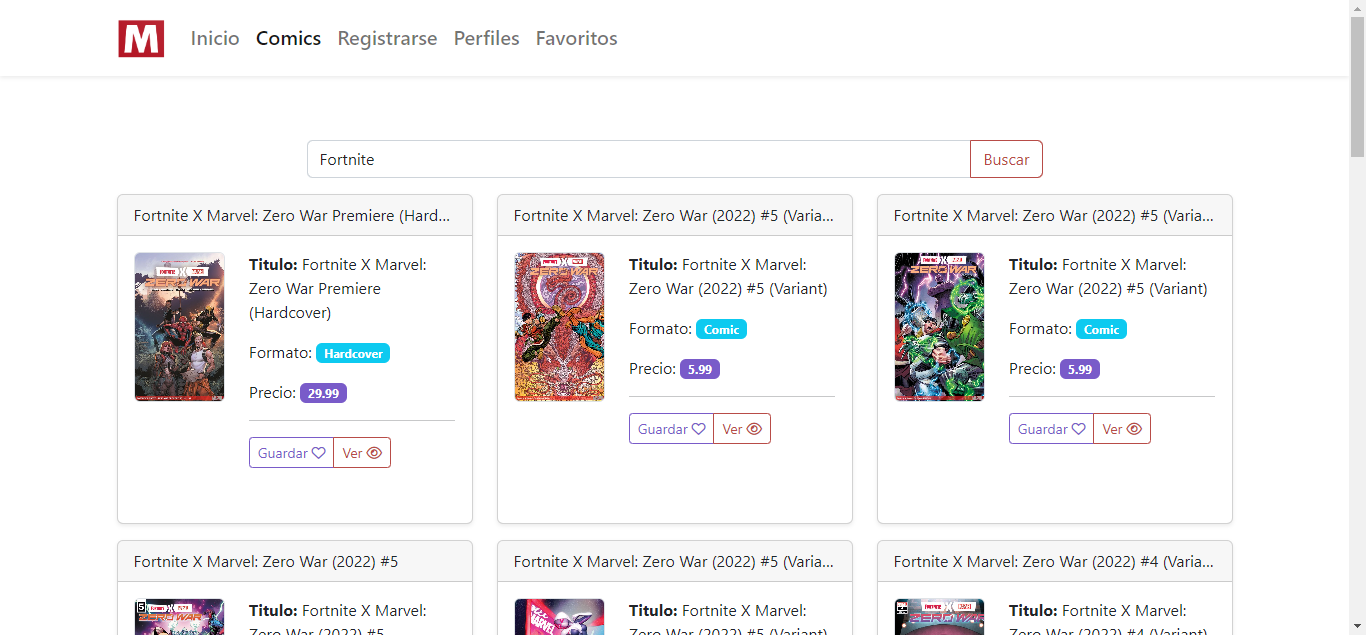 M Inicio Comics Registrarse Perfiles Favoritos
Fortnite Buscar
Fortnite X Marvel: Zero War Premiere (Hard...
Titulo: Fortnite X Marvel:
Zero War Premiere
(Hardcover)
Formato: Hardcover
Precio: 29.99
Guardar Ver
Fortnite X Marvel: Zero War (2022) #5 (Varia...
Titulo: Fortnite X Marvel:
Zero War (2022) #5 (Variant)
Formato: Comic
Precio: 5.99
Guardar Ver
Fortnite X Marvel: Zero War (2022) #5 (Varia...
Titulo: Fortnite X Marvel:
Zero War (2022) #5 (Variant)
Formato: Comic
Precio: 5.99
Guardar Ver
Fortnite X Marvel: Zero War (2022) #5
Titulo: Fortnite X Marvel:
Zero War (2022) #5
Fortnite X Marvel: Zero War (2022) #5 (Varia...
Titulo: Fortnite X Marvel:
Zero War (2022) #5 (Variant)
Fortnite X Marvel: Zero War (2022) #4 (Varia...
Titulo: Fortnite X Marvel:
Zero War (2022) #4 (Variant)